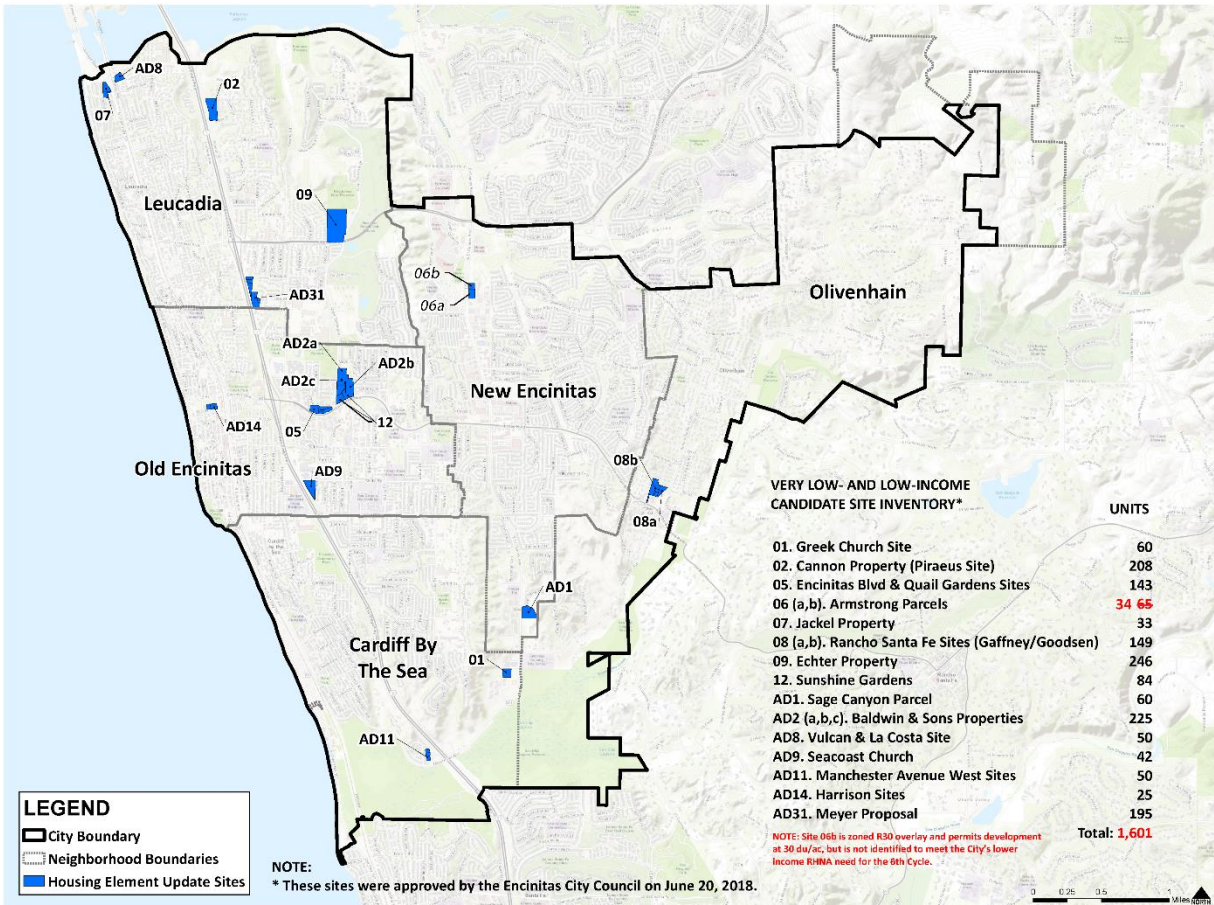 AD8
02
07
Leucadia
09
06b
06a
AD31
Olivenhain
AD2a
AD2b
AD2c
New Encinitas
AD14
05
12
Old Encinitas
AD9
08b
08a
AD1
Cardiff By
The Sea
01
AD11
Leucadia
Olivenhain
Cardiff
by the
Sea
VERY LOW- AND LOW-INCOME
CANDIDATE SITE INVENTORY* UNITS
01. Greek Church Site 60
02. Cannon Property (Piraeus Site) 208
05. Encinitas Blvd & Quail Gardens Sites 143
06 (a,b). Armstrong Parcels 34 65
07. Jackel Property 33
08 (a,b). Rancho Santa Fe Sites (Gaffney/Goodsen) 149
09. Echter Property 246
12. Sunshine Gardens 84
AD1. Sage Canyon Parcel 60
AD2 (a,b,c). Baldwin & Sons Properties 225
AD8. Vulcan & La Costa Site 50
AD9. Seacoast Church 42
AD11. Manchester Avenue West Sites 50
AD14. Harrison Sites 25
AD31. Meyer Proposal 195
Total: 1,601
NOTE: Site 06b is zoned R30 overlay and permits development
at 30 du/ac, but is not identified to meet the City's lower
income RHNA need for the 6th Cycle.
LEGEND
City Boundary
Neighborhood Boundaries
Housing Element Update Sites
NOTE:
* These sites were approved by the Encinitas City Council on June 20, 2018.
0 0.25 0.5 1
Miles
NORTH